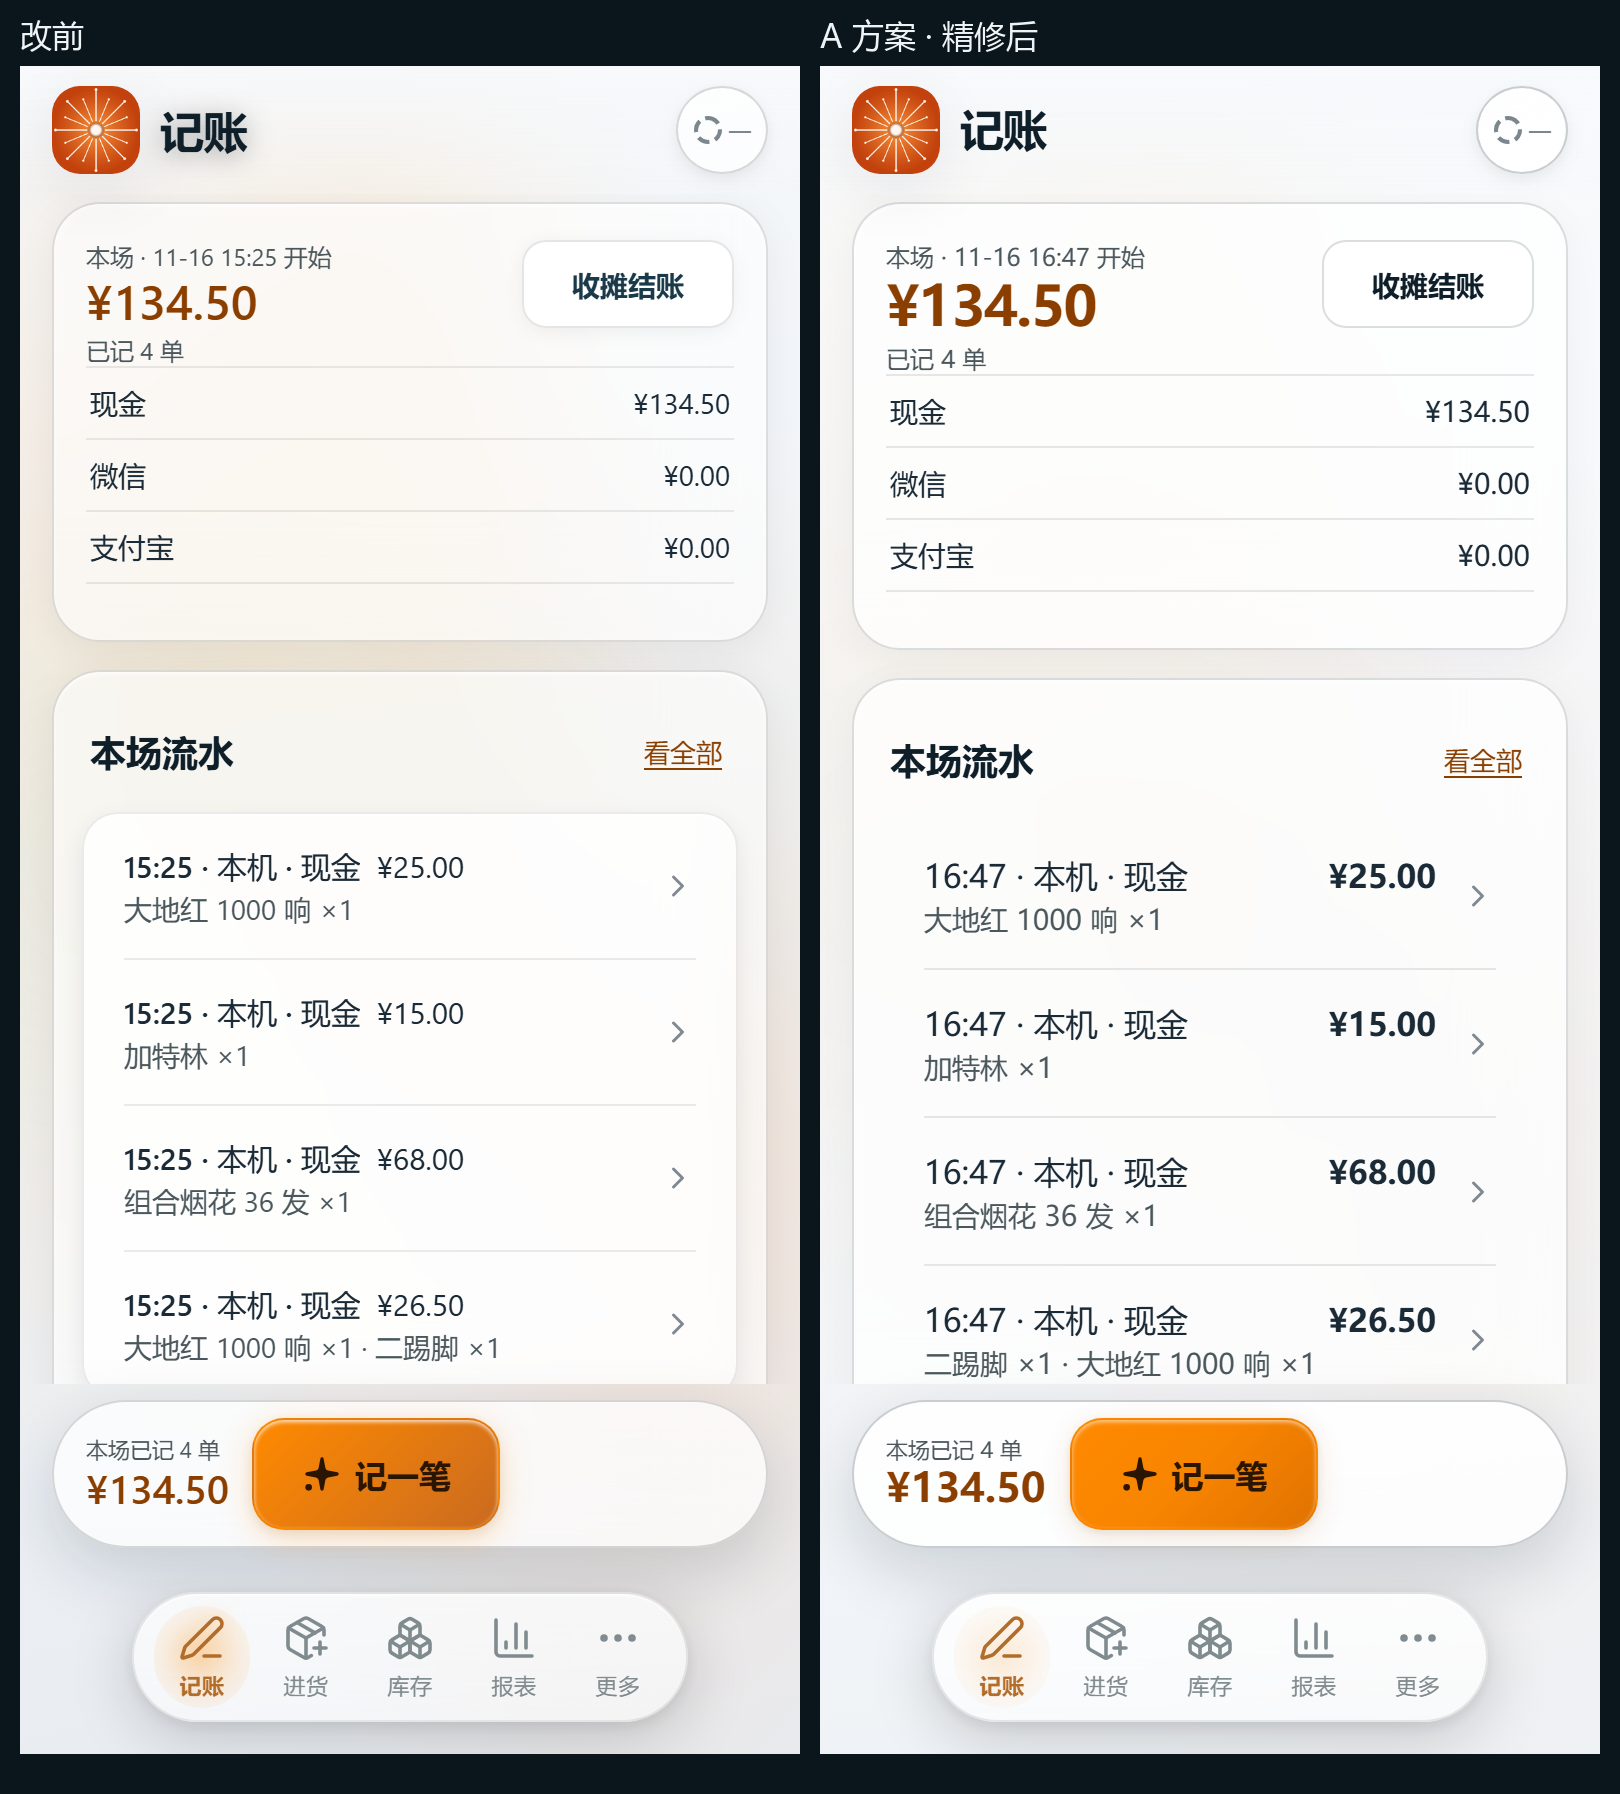 改前
记账
—
本场 · 11-16 15:25 开始
¥134.50
收摊结账
已记 4 单
现金 ¥134.50
微信 ¥0.00
支付宝 ¥0.00
本场流水 看全部
15:25 · 本机 · 现金 ¥25.00
大地红 1000 响 ×1
15:25 · 本机 · 现金 ¥15.00
加特林 ×1
15:25 · 本机 · 现金 ¥68.00
组合烟花 36 发 ×1
15:25 · 本机 · 现金 ¥26.50
大地红 1000 响 ×1 · 二踢脚 ×1
本场已记 4 单
¥134.50
记一笔
记账 进货 库存 报表 更多
A 方案 · 精修后
记账
—
本场 · 11-16 16:47 开始
¥134.50
收摊结账
已记 4 单
现金 ¥134.50
微信 ¥0.00
支付宝 ¥0.00
本场流水 看全部
16:47 · 本机 · 现金 ¥25.00
大地红 1000 响 ×1
16:47 · 本机 · 现金 ¥15.00
加特林 ×1
16:47 · 本机 · 现金 ¥68.00
组合烟花 36 发 ×1
16:47 · 本机 · 现金 ¥26.50
二踢脚 ×1 · 大地红 1000 响 ×1
本场已记 4 单
¥134.50
记一笔
记账 进货 库存 报表 更多